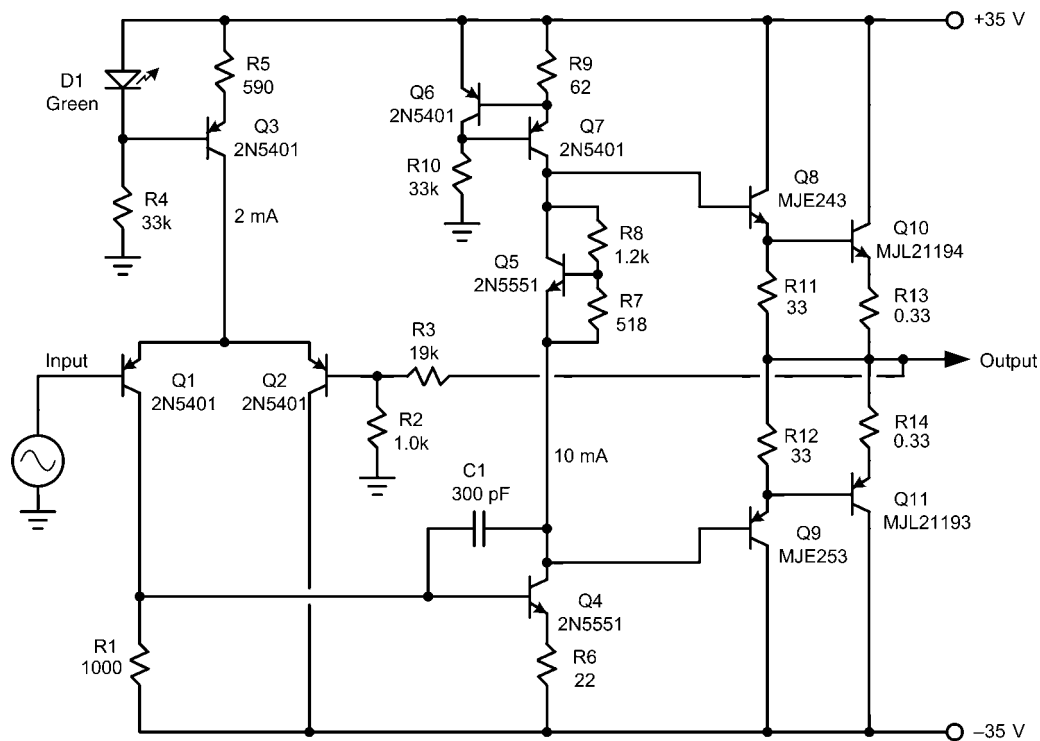 +35 V
D1
Green
R5
590
Q3
2N5401
R4
33k
2 mA
Q6
2N5401
R9
62
Q7
2N5401
R10
33k
Q8
MJE243
Q10
MJL21194
R8
1.2k
Q5
2N5551
R7
518
R11
33
R13
0.33
Input
Q1
2N5401
Q2
2N5401
R3
19k
R2
1.0k
Output
R12
33
R14
0.33
10 mA
C1
300 pF
Q9
MJE253
Q11
MJL21193
Q4
2N5551
R1
1000
R6
22
–35 V